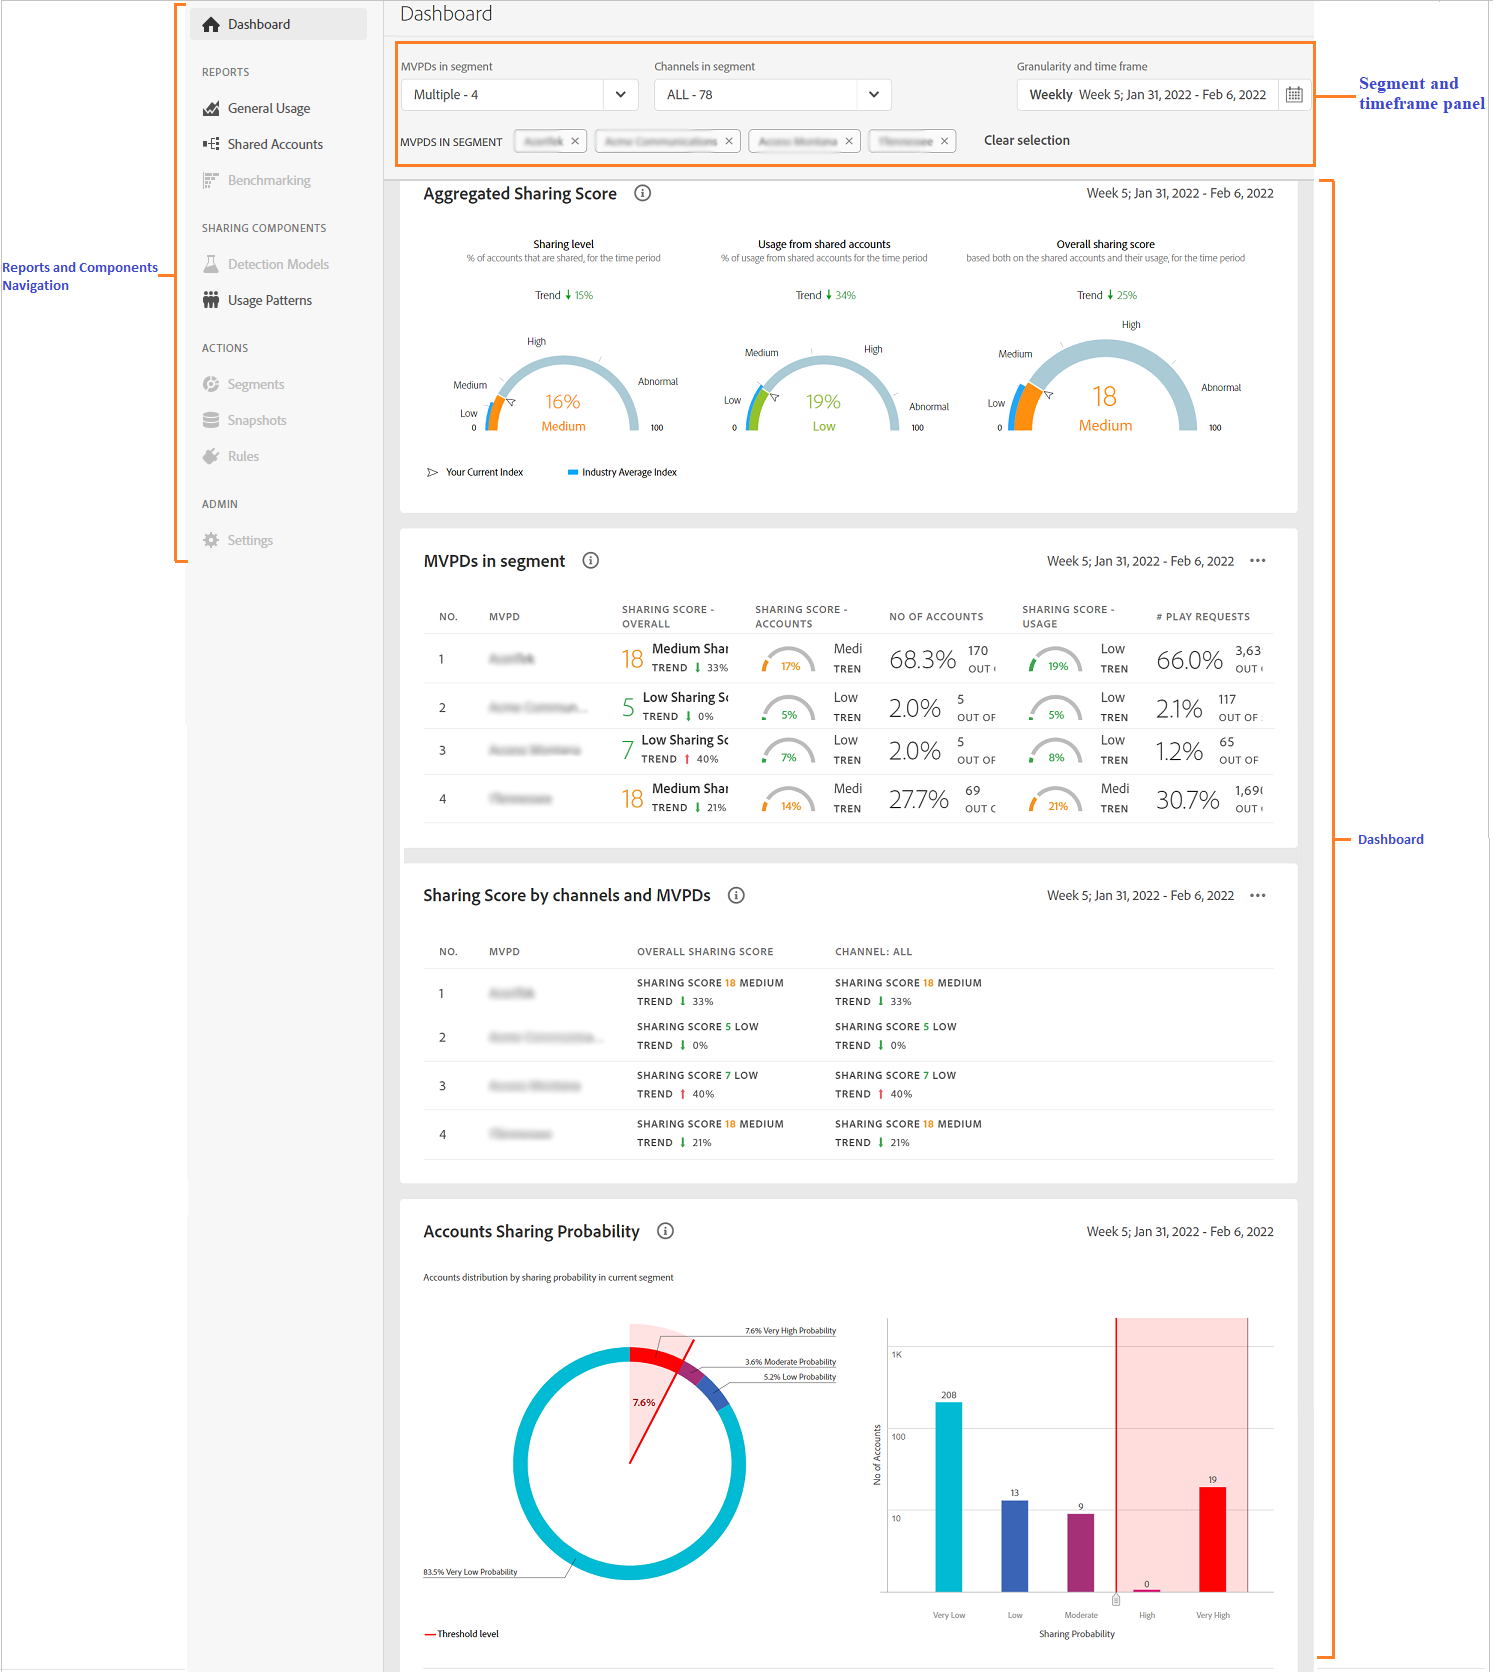 Dashboard
REPORTS
General Usage
Shared Accounts
Benchmarking
SHARING COMPONENTS
Detection Models
Usage Patterns
ACTIONS
Segments
Snapshots
Rules
ADMIN
Settings
Reports and Components
Navigation
Dashboard
MVPDs in segment
Channels in segment
Granularity and time frame
Multiple - 4
ALL - 78
Weekly Week 5; Jan 31, 2022 - Feb 6, 2022
MVPDS IN SEGMENT
Clear selection
Segment and
timeframe panel
Aggregated Sharing Score
Week 5; Jan 31, 2022 - Feb 6, 2022
Sharing level
% of accounts that are shared, for the time period
Trend 15%
Low
Medium
High
Abnormal
0
100
16%
Medium
Usage from shared accounts
% of usage from shared accounts for the time period
Trend 34%
Low
Medium
High
Abnormal
0
100
19%
Low
Overall sharing score
based both on the shared accounts and their usage, for the time period
Trend 25%
Low
Medium
High
Abnormal
0
100
18
Medium
Your Current Index
Industry Average Index
MVPDs in segment
Week 5; Jan 31, 2022 - Feb 6, 2022
NO. MVPD SHARING SCORE - OVERALL SHARING SCORE - ACCOUNTS NO OF ACCOUNTS SHARING SCORE - USAGE # PLAY REQUESTS
1 18 Medium Shar 17% Medi 68.3% 170 19% Low 66.0% 3,63
TREND 33% TREN OUT TREN OUT
2 5 Low Sharing Sc 5% Low 2.0% 5 5% Low 2.1% 117
TREND 0% TREN OUT OF TREN OUT OF
3 7 Low Sharing Sc 7% Low 2.0% 5 8% Low 1.2% 65
TREND 40% TREN OUT OF TREN OUT OF
4 18 Medium Shar 14% Medi 27.7% 69 21% Medi 30.7% 1,69
TREND 21% TREN OUT TREN OUT
Dashboard
Sharing Score by channels and MVPDs
Week 5; Jan 31, 2022 - Feb 6, 2022
NO. MVPD OVERALL SHARING SCORE CHANNEL: ALL
1 SHARING SCORE 18 MEDIUM SHARING SCORE 18 MEDIUM
TREND 33% TREND 33%
2 SHARING SCORE 5 LOW SHARING SCORE 5 LOW
TREND 0% TREND 0%
3 SHARING SCORE 7 LOW SHARING SCORE 7 LOW
TREND 40% TREND 40%
4 SHARING SCORE 18 MEDIUM SHARING SCORE 18 MEDIUM
TREND 21% TREND 21%
Accounts Sharing Probability
Week 5; Jan 31, 2022 - Feb 6, 2022
Accounts distribution by sharing probability in current segment
7.6% Very High Probability
3.6% Moderate Probability
5.2% Low Probability
7.6%
83.5% Very Low Probability
Threshold level
No of Accounts
1K
100
10
208
13
9
0
19
Very Low
Low
Moderate
High
Very High
Sharing Probability